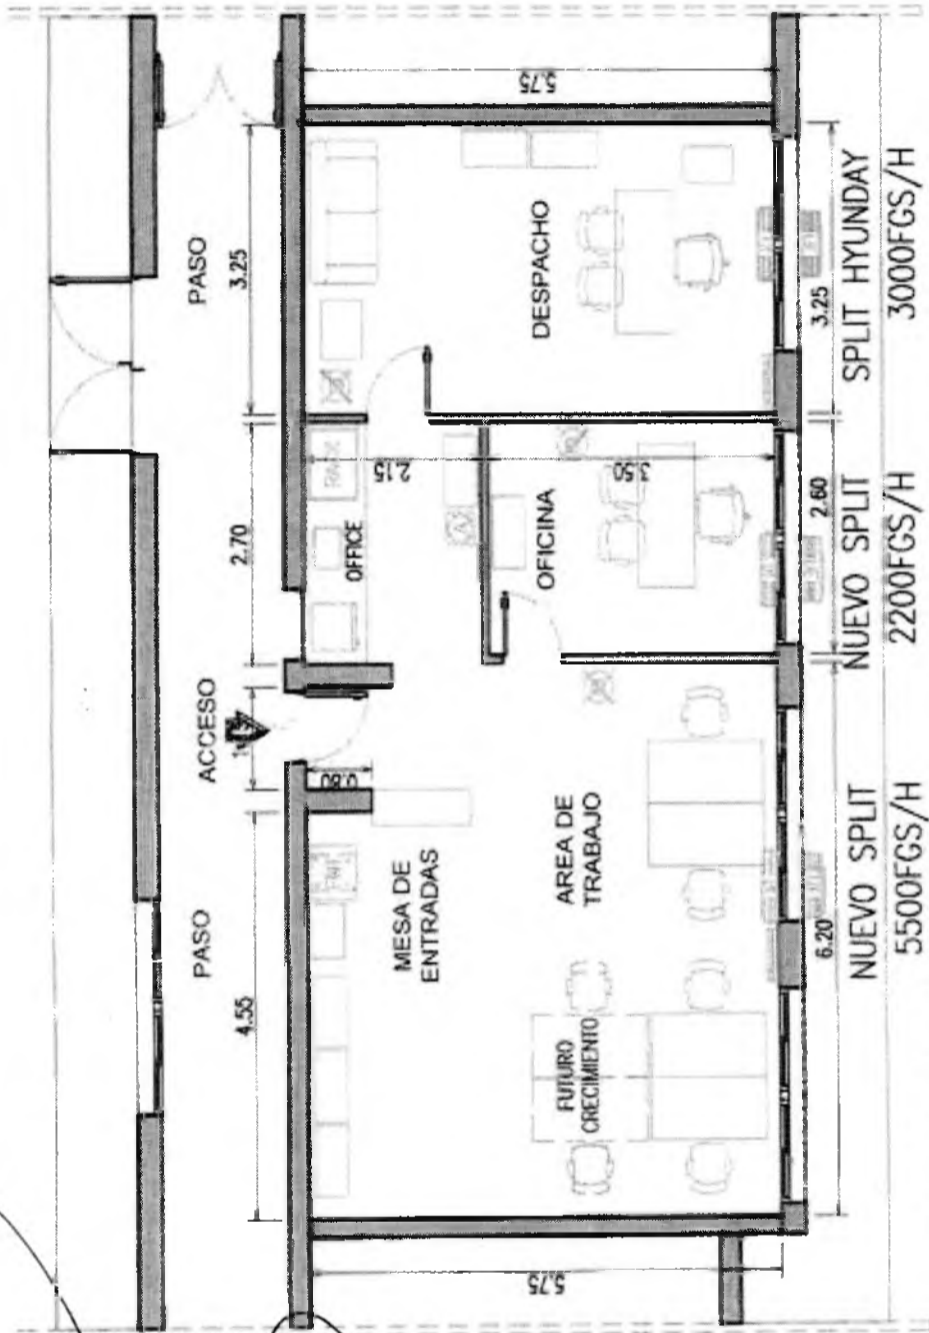 PASO
PASO
ACCESO
4.55
2.70
3.25
0.80
5.75
5.75
OFFICE
RACK
2.15
3.50
MESA DE
ENTRADAS
AREA DE
TRABAJO
FUTURO
CRECIMIENTO
OFICINA
DESPACHO
6.20
2.60
3.25
NUEVO SPLIT
5500FGS/H
NUEVO SPLIT
2200FGS/H
SPLIT HYUNDAY
3000FGS/H